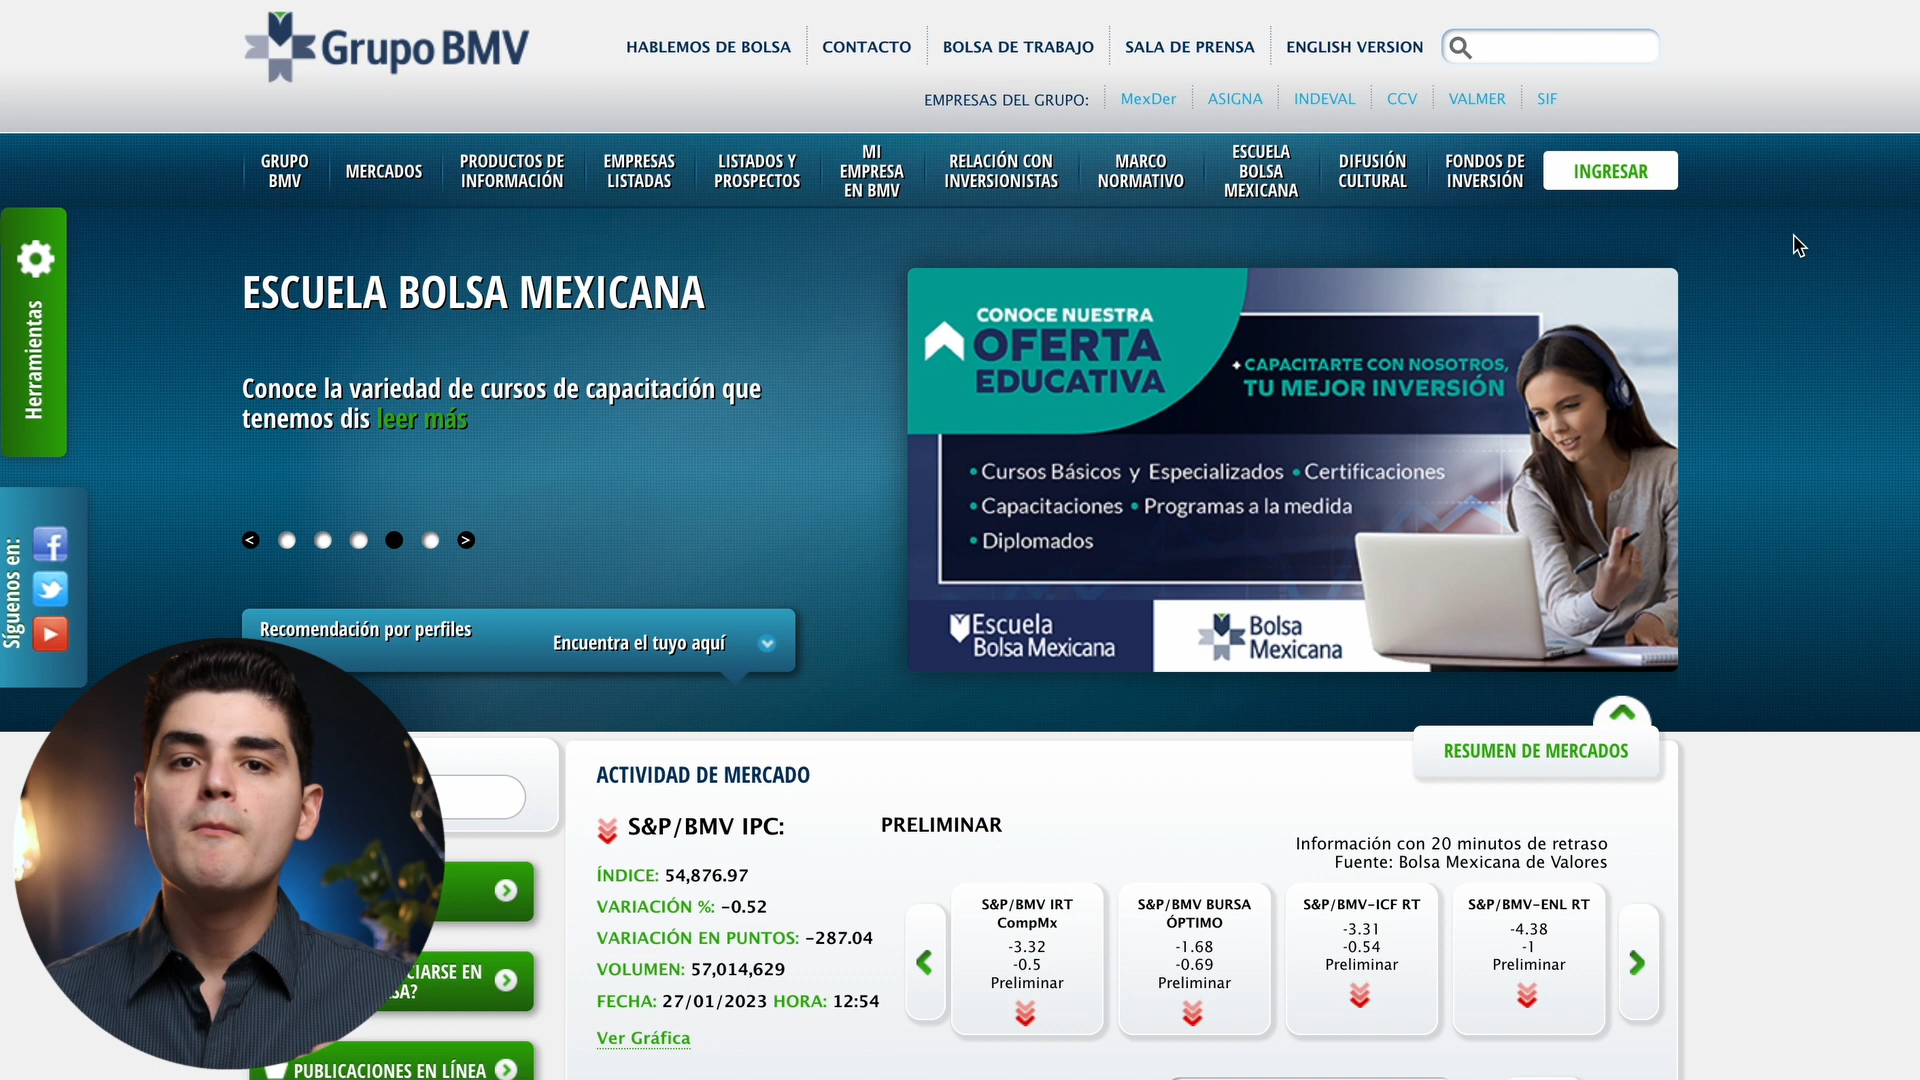 Grupo BMV
HABLEMOS DE BOLSA
CONTACTO
BOLSA DE TRABAJO
SALA DE PRENSA
ENGLISH VERSION
EMPRESAS DEL GRUPO:
MexDer
ASIGNA
INDEVAL
CCV
VALMER
SIF
GRUPO
BMV
MERCADOS
PRODUCTOS DE
INFORMACIÓN
EMPRESAS
LISTADAS
LISTADOS Y
PROSPECTOS
MI
EMPRESA
EN BMV
RELACIÓN CON
INVERSIONISTAS
MARCO
NORMATIVO
ESCUELA
BOLSA
MEXICANA
DIFUSIÓN
CULTURAL
FONDOS DE
INVERSIÓN
INGRESAR
Herramientas
Síguenos en:
ESCUELA BOLSA MEXICANA
Conoce la variedad de cursos de capacitación que
tenemos dis leer más
< >
Recomendación por perfiles
Encuentra el tuyo aquí
CONOCE NUESTRA
OFERTA
EDUCATIVA
CAPACITARTE CON NOSOTROS,
TU MEJOR INVERSIÓN
• Cursos Básicos y Especializados • Certificaciones
• Capacitaciones • Programas a la medida
• Diplomados
Escuela
Bolsa Mexicana
Bolsa
Mexicana
RESUMEN DE MERCADOS
CIARSE EN
SA?
PUBLICACIONES EN LÍNEA
ACTIVIDAD DE MERCADO
S&P/BMV IPC:
PRELIMINAR
ÍNDICE: 54,876.97
VARIACIÓN %: -0.52
VARIACIÓN EN PUNTOS: -287.04
VOLUMEN: 57,014,629
FECHA: 27/01/2023 HORA: 12:54
Ver Gráfica
Información con 20 minutos de retraso
Fuente: Bolsa Mexicana de Valores
S&P/BMV IRT
CompMx
-3.32
-0.5
Preliminar
S&P/BMV BURSA
ÓPTIMO
-1.68
-0.69
Preliminar
S&P/BMV-ICF RT
-3.31
-0.54
Preliminar
S&P/BMV-ENL RT
-4.38
-1
Preliminar